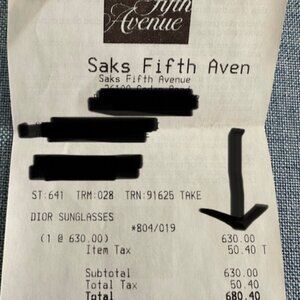 Fifth
Avenue
Saks Fifth Aven
Saks Fifth Avenue
ST:641 TRM:028 TRN:91625 TAKE
DIOR SUNGLASSES
*804/019
(1 @ 630.00) 630.00
Item Tax 50.40 T
Subtotal 630.00
Total Tax 50.40
Total 680.40